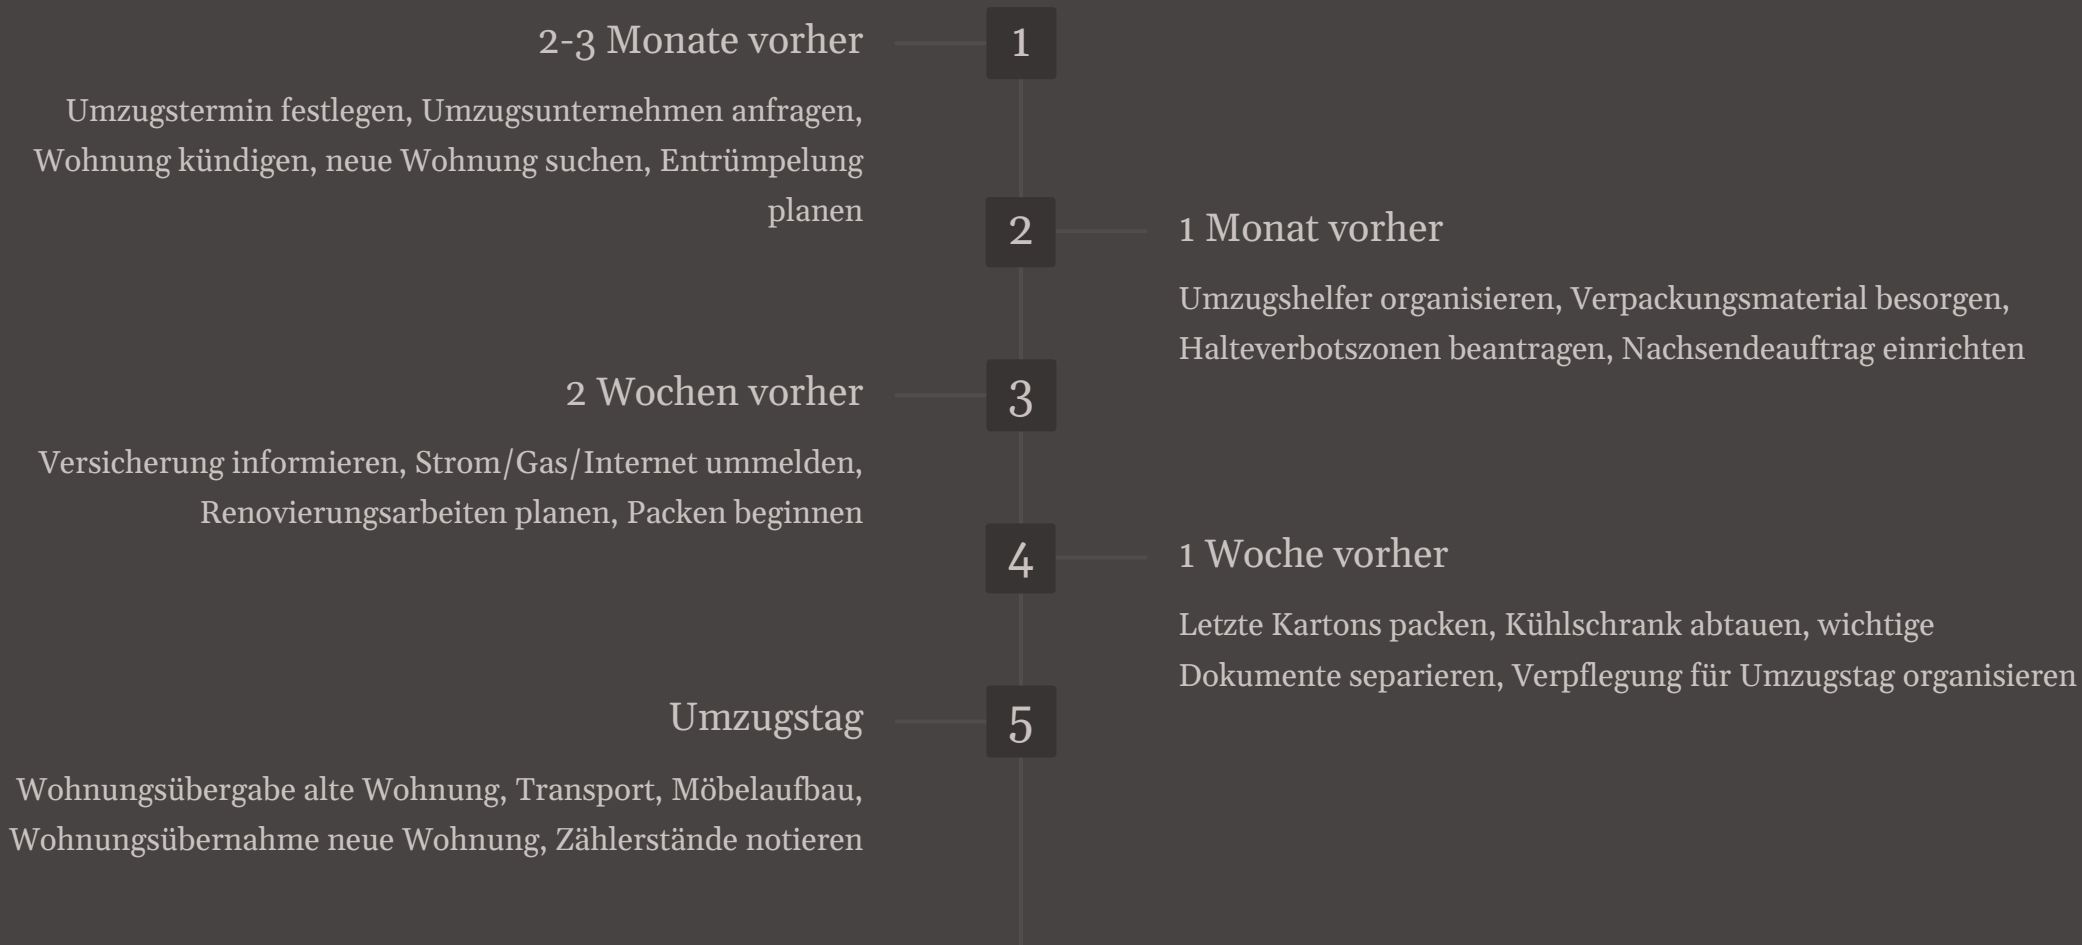 2-3 Monate vorher
1
Umzugstermin festlegen, Umzugsunternehmen anfragen,
Wohnung kündigen, neue Wohnung suchen, Entrümpelung
planen
2
1 Monat vorher
Umzugshelfer organisieren, Verpackungsmaterial besorgen,
Halteverbotszonen beantragen, Nachsendeauftrag einrichten
2 Wochen vorher
3
Versicherung informieren, Strom/Gas/Internet ummelden,
Renovierungsarbeiten planen, Packen beginnen
4
1 Woche vorher
Letzte Kartons packen, Kühlschrank abtauen, wichtige
Dokumente separieren, Verpflegung für Umzugstag organisieren
Umzugstag
5
Wohnungsübergabe alte Wohnung, Transport, Möbelaufbau,
Wohnungsübernahme neue Wohnung, Zählerstände notieren